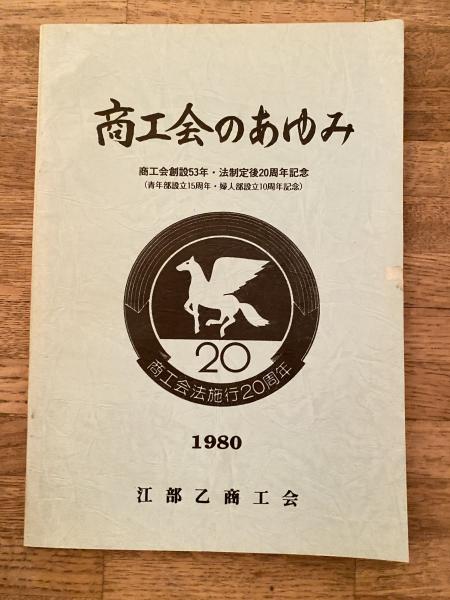 商工会のあゆみ
商工会創設53年・法制定後20周年記念
(青年部設立15周年・婦人部設立10周年記念)
20
商工会法施行20周年
1980
江部乙商工会